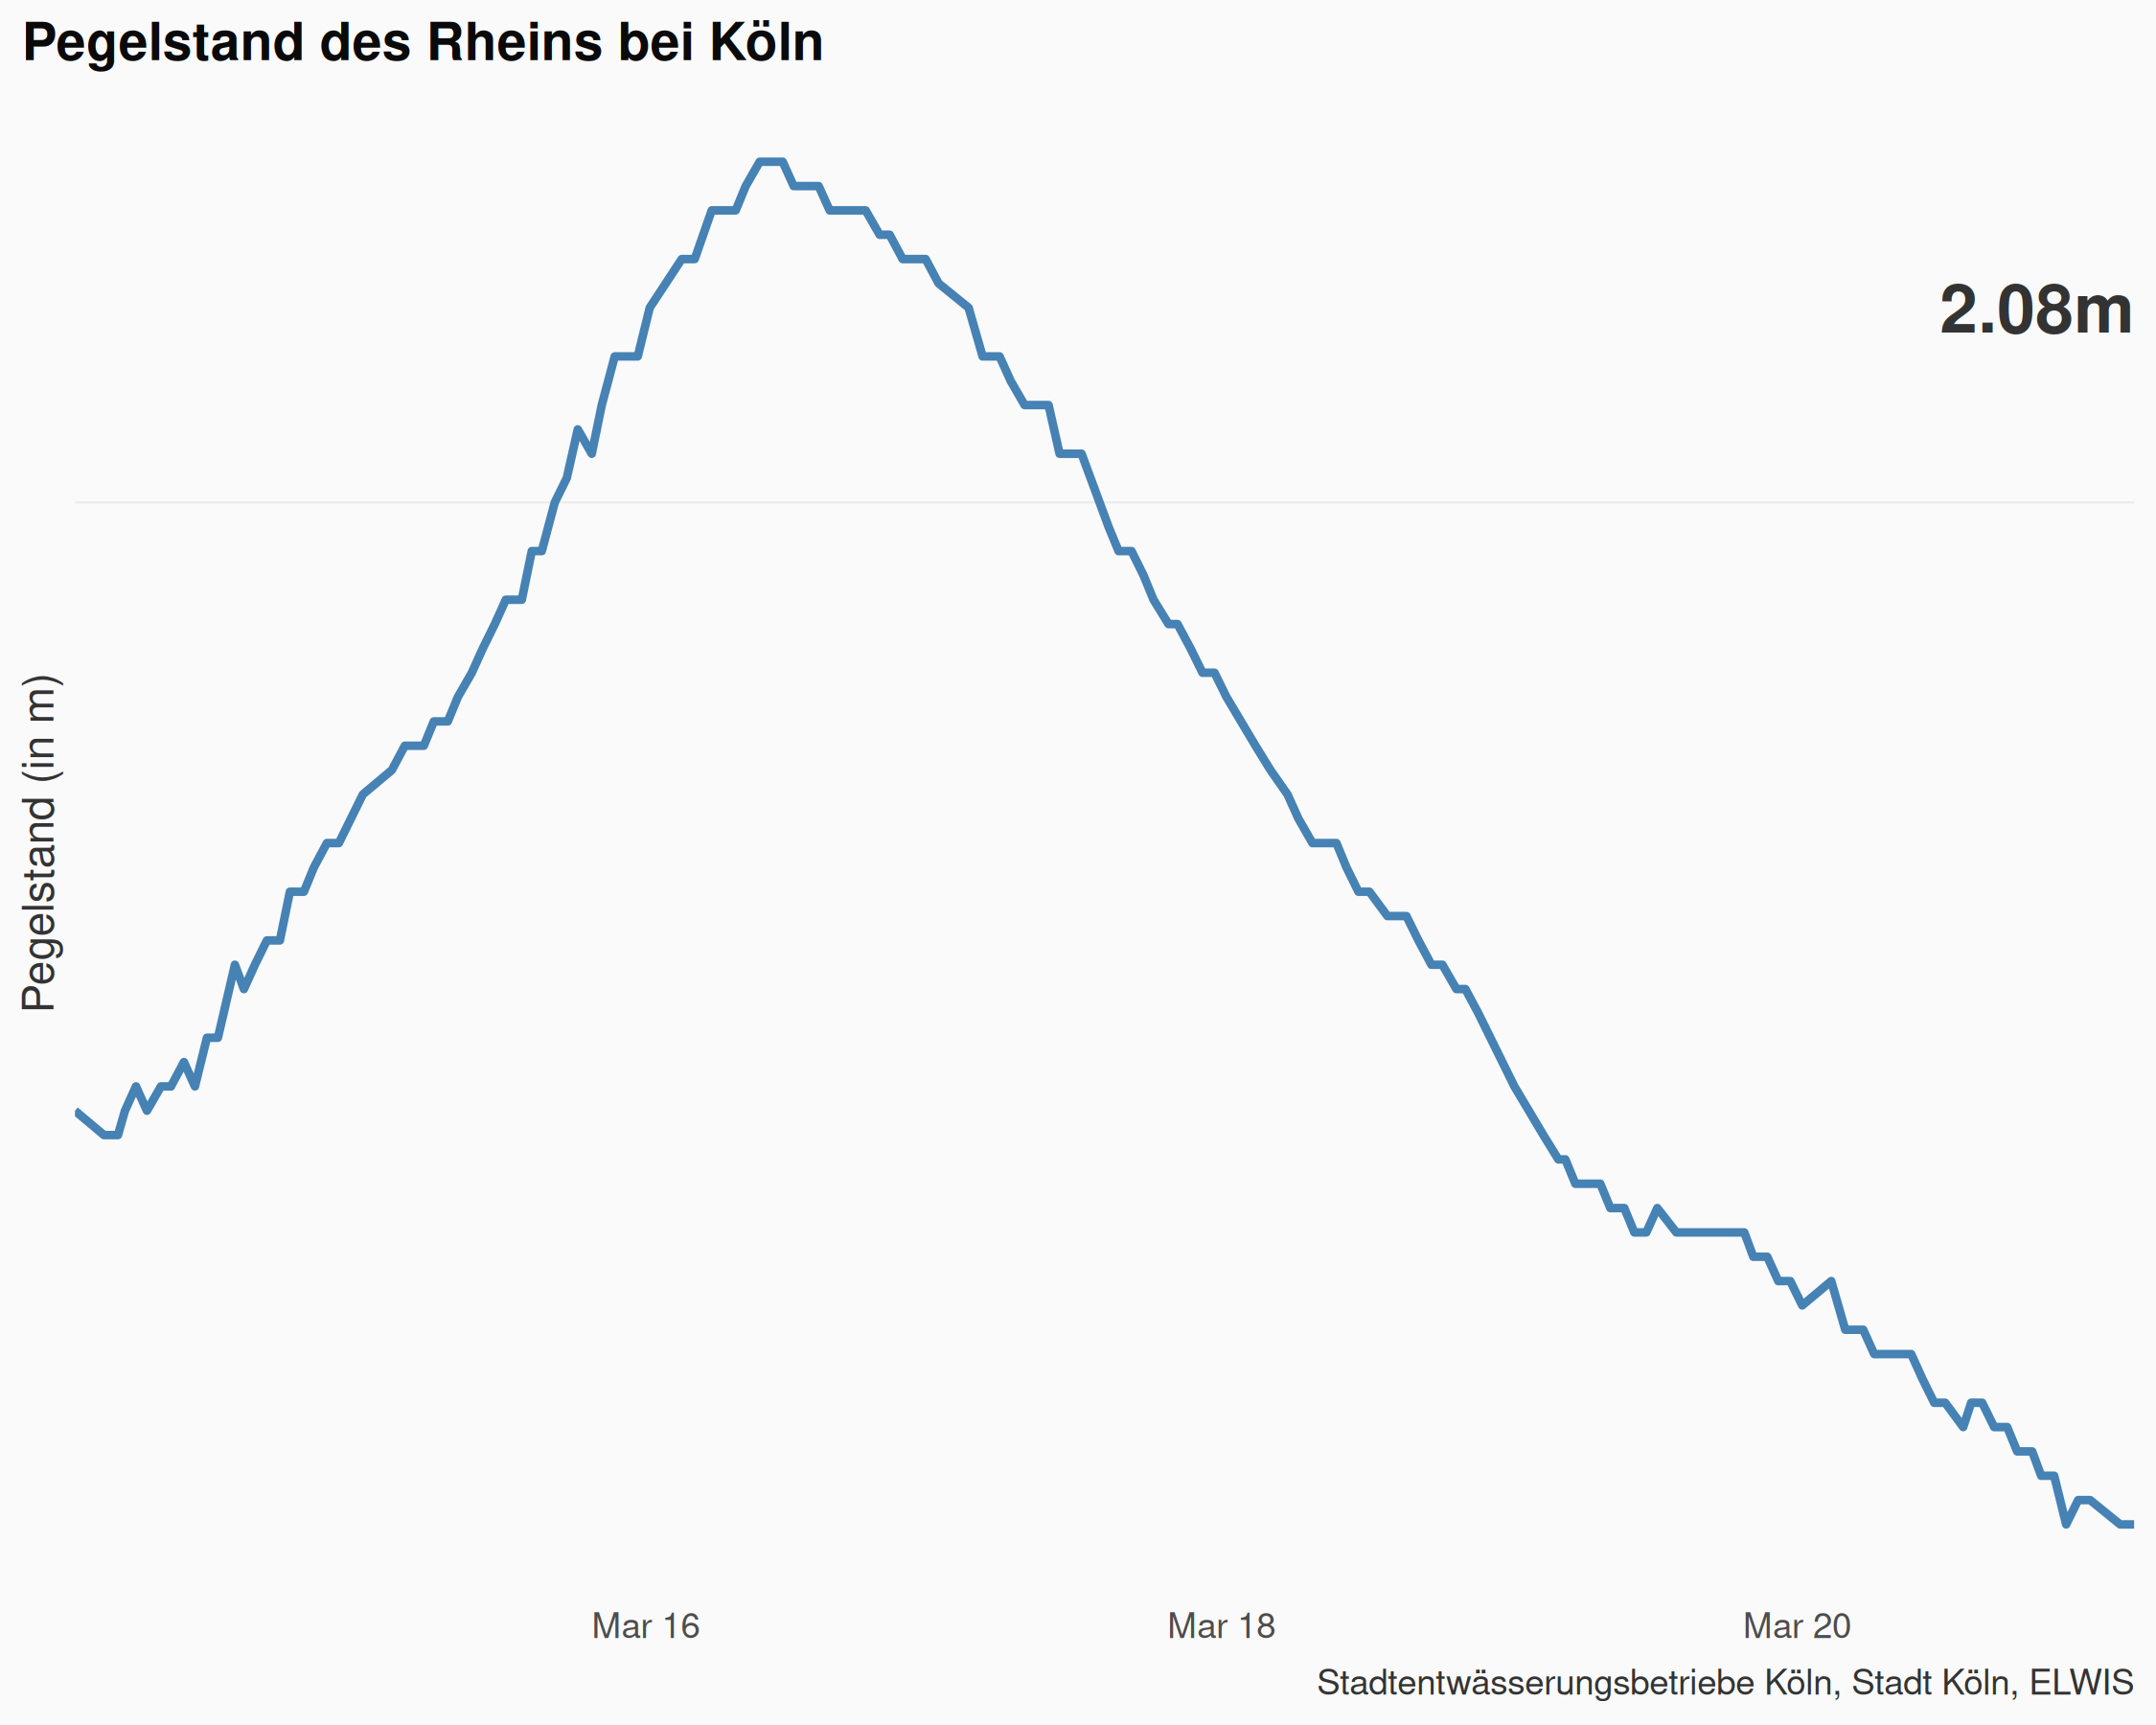 Pegelstand des Rheins bei Köln
2.08m
Pegelstand (in m)
Mar 16
Mar 18
Mar 20
Stadtentwässerungsbetriebe Köln, Stadt Köln, ELWIS